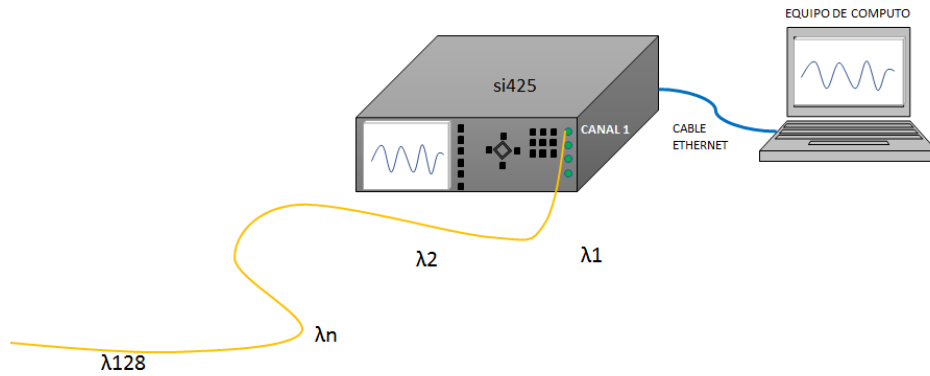 EQUIPO DE COMPUTO
si425
CANAL 1
CABLE
ETHERNET
λ2
λ1
λn
λ128